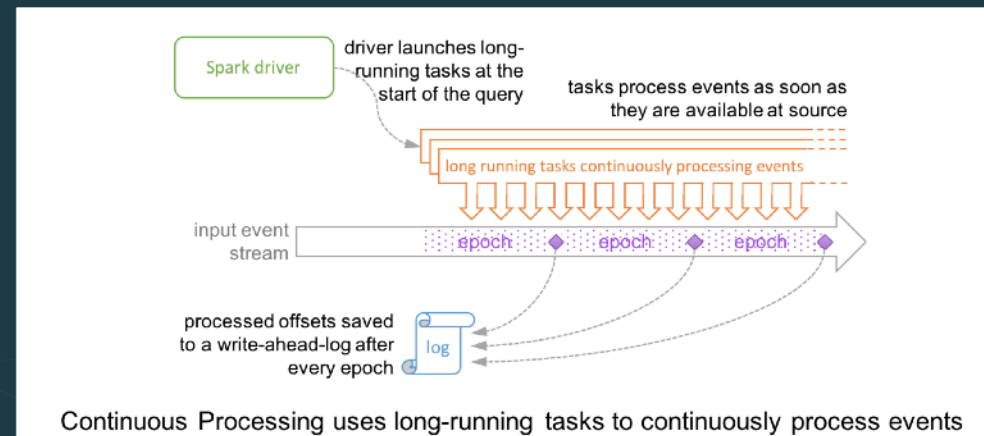 Spark driver
driver launches long-
running tasks at the
start of the query
tasks process events as soon as
they are available at source
long running tasks continuously processing events
input event
stream
epoch
epoch
epoch
processed offsets saved
to a write-ahead-log after
every epoch
log
Continuous Processing uses long-running tasks to continuously process events